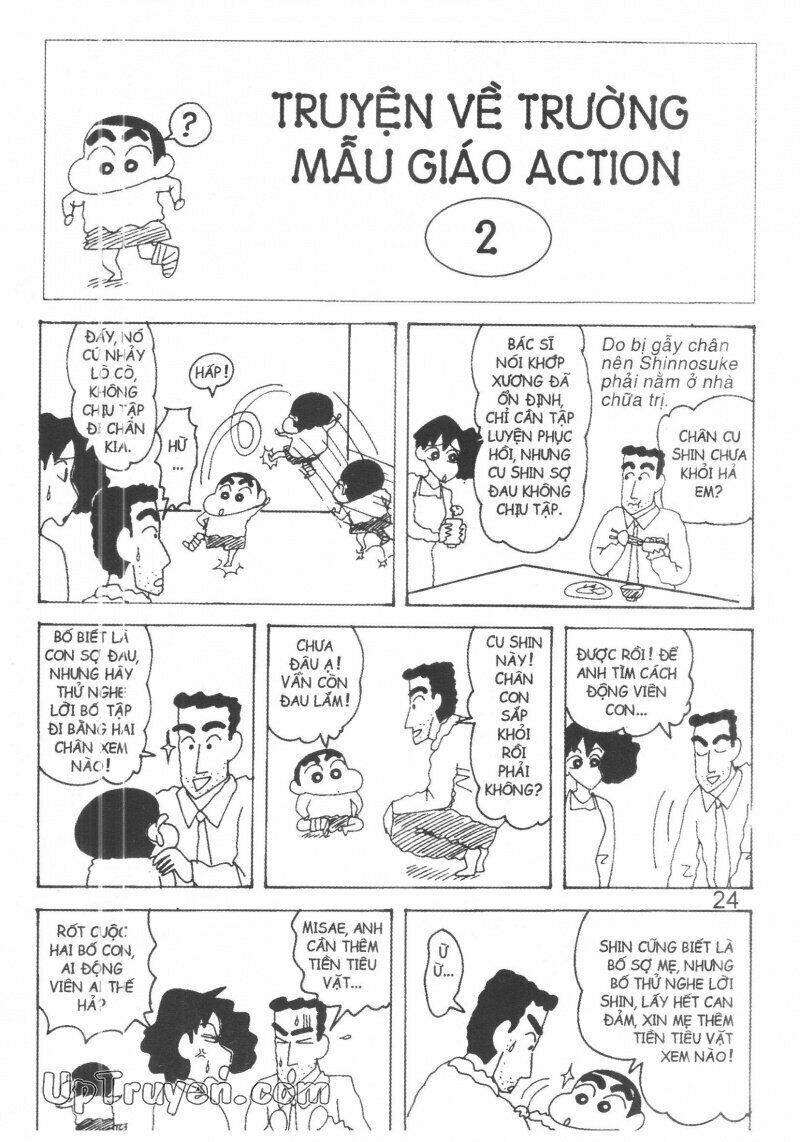 ?
TRUYỆN VỀ TRƯỜNG
MẪU GIÁO ACTION
2
Do bị gẫy chân
nên Shinnosuke
phải nằm ở nhà
chữa trị.
CHÂN CU
SHIN CHƯA
KHỎI HẢ
EM?
BÁC SĨ
NÓI KHỚP
XƯƠNG ĐÃ
ỔN ĐỊNH,
CHỈ CẦN TẬP
LUYỆN PHỤC
HỒI, NHƯNG
CU SHIN SỢ
ĐAU KHÔNG
CHỊU TẬP.
HẤP!
ĐẤY, NÓ
CỨ NHẢY
LÒ CÒ,
KHÔNG
CHỊU TẬP
ĐI CHÂN
KIA.
HỪ
...
ĐƯỢC RỒI! ĐỂ
ANH TÌM CÁCH
ĐỘNG VIÊN
CON...
CU SHIN
NÀY!
CHÂN
CON
SẮP
KHỎI
RỒI
PHẢI
KHÔNG?
CHƯA
ĐÂU Ạ!
VẪN CÒN
ĐAU LẮM!
BỐ BIẾT LÀ
CON SỢ ĐAU,
NHƯNG HÃY
THỬ NGHE
LỜI BỐ TẬP
ĐI BẰNG HAI
CHÂN XEM
NÀO!
24
SHIN CŨNG BIẾT LÀ
BỐ SỢ MẸ, NHƯNG
BỐ THỬ NGHE LỜI
SHIN, LẤY HẾT CAN
ĐẢM, XIN MẸ THÊM
TIỀN TIÊU VẶT
XEM NÀO!
Ừ
Ừ...
MISAE, ANH
CẦN THÊM
TIỀN TIÊU
VẶT...
RỐT CUỘC
HAI BỐ CON,
AI ĐỘNG
VIÊN AI THẾ
HẢ?
UpTruyen.com